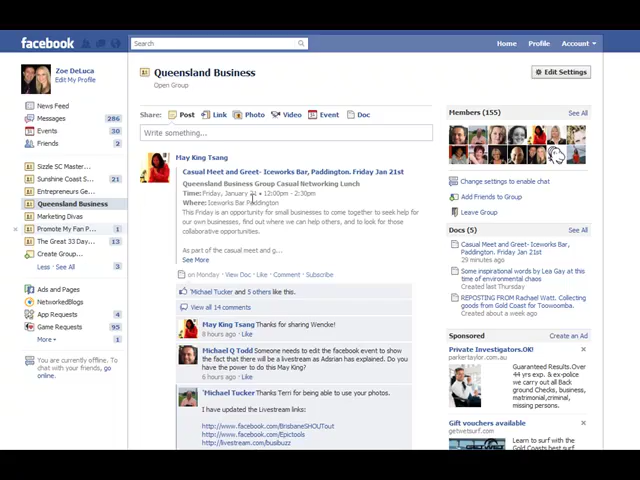 facebook
Search
Home Profile Account
Zoe DeLuca
Edit My Profile
News Feed
Messages 286
Events 30
Friends 2
Sizzle SC Master...
Sunshine Coast S... 21
Entrepreneurs Ge...
Queensland Business
Marketing Divas
Promote My Fan P... 1
The Great 33 Day... 13
Create Group...
Less · See All 3
Ads and Pages
NetworkedBlogs
App Requests 4
Game Requests 95
More 1
You are currently offline. To
chat with your friends, go
online.
Queensland Business
Open Group
Edit Settings
Share: Post Link Photo Video Event Doc
Write something...
May King Tsang
Casual Meet and Greet- Iceworks Bar, Paddington. Friday Jan 21st
Queensland Business Group Casual Networking Lunch
Time: Friday, January 21 • 12:00pm - 2:30pm
Where: Iceworks Bar Paddington
This Friday is an opportunity for small businesses to come together to seek help for
our own businesses, find out where we can help others, and to look for
collaborative opportunities.
As part of the casual meet and g...
See More
on Monday · View Doc · Like · Comment · Subscribe
'Michael Tucker and 5 others like this.
View all 14 comments
May King Tsang Thanks for sharing Wencke!
8 hours ago · Like
Michael Q Todd Someone needs to edit the facebook event to show
the fact that there will be a livestream as Adsrian has explained. Do you
have the power to do this May King?
6 hours ago · Like
'Michael Tucker Thanks Terri for being able to use your photos.
I have updated the Livestream links:
http://www.facebook.com/BrisbaneSHOUTout
http://www.facebook.com/Epictools
http://livestream.com/busibuzz
Members (155) See All
Change settings to enable chat
Add Friends to Group
Leave Group
Docs (5) See All
Casual Meet and Greet- Iceworks Bar,
Paddington. Friday Jan 21st
29 minutes ago
Some inspirational words by Lea Gay at this
time of environmental chaos
Created last Thursday
REPOSTING FROM Rachael Watt. Collecting
goods from Gold Coast for Toowoomba.
Created about a week ago
Sponsored Create an Ad
Private Investigators.OK!
parkertaylor.com.au
Guaranteed Results.Over
44 yrs exp. & ex-police
we carry out all Back
ground Checks, Business,
matrimonial,criminal,
missing persons.
Gift vouchers available
getwetsurf.com
Learn to surf with the
Gold Coasts best surf